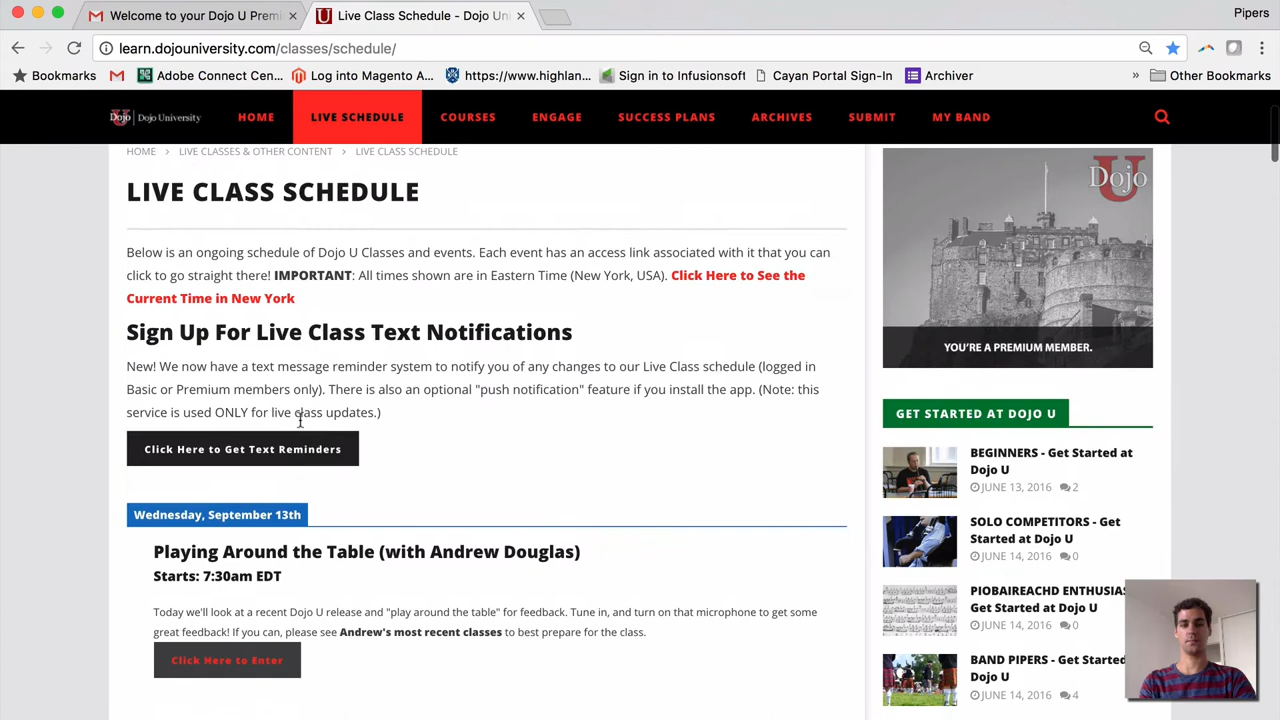 Welcome to your Dojo U Premi
Live Class Schedule - Dojo Uni
Pipers
learn.dojouniversity.com/classes/schedule/
Bookmarks
Adobe Connect Cen...
Log into Magento A...
https://www.highlan...
Sign in to Infusionsoft
Cayan Portal Sign-In
Archiver
»
Other Bookmarks
U Dojo | Dojo University
HOME
LIVE SCHEDULE
COURSES
ENGAGE
SUCCESS PLANS
ARCHIVES
SUBMIT
MY BAND
HOME > LIVE CLASSES & OTHER CONTENT > LIVE CLASS SCHEDULE
LIVE CLASS SCHEDULE
Below is an ongoing schedule of Dojo U Classes and events. Each event has an access link associated with it that you can
click to go straight there! IMPORTANT: All times shown are in Eastern Time (New York, USA). Click Here to See the
Current Time in New York
Sign Up For Live Class Text Notifications
New! We now have a text message reminder system to notify you of any changes to our Live Class schedule (logged in
Basic or Premium members only). There is also an optional "push notification" feature if you install the app. (Note: this
service is used ONLY for live class updates.)
Click Here to Get Text Reminders
Wednesday, September 13th
Playing Around the Table (with Andrew Douglas)
Starts: 7:30am EDT
Today we'll look at a recent Dojo U release and "play around the table" for feedback. Tune in, and turn on that microphone to get some
great feedback! If you can, please see Andrew's most recent classes to best prepare for the class.
Click Here to Enter
U Dojo
YOU'RE A PREMIUM MEMBER.
GET STARTED AT DOJO U
BEGINNERS - Get Started at
Dojo U
JUNE 13, 2016 2
SOLO COMPETITORS - Get
Started at Dojo U
JUNE 14, 2016 0
PIOBAIREACHD ENTHUSIAS
Get Started at Dojo U
JUNE 14, 2016 0
BAND PIPERS - Get Started
Dojo U
JUNE 14, 2016 4